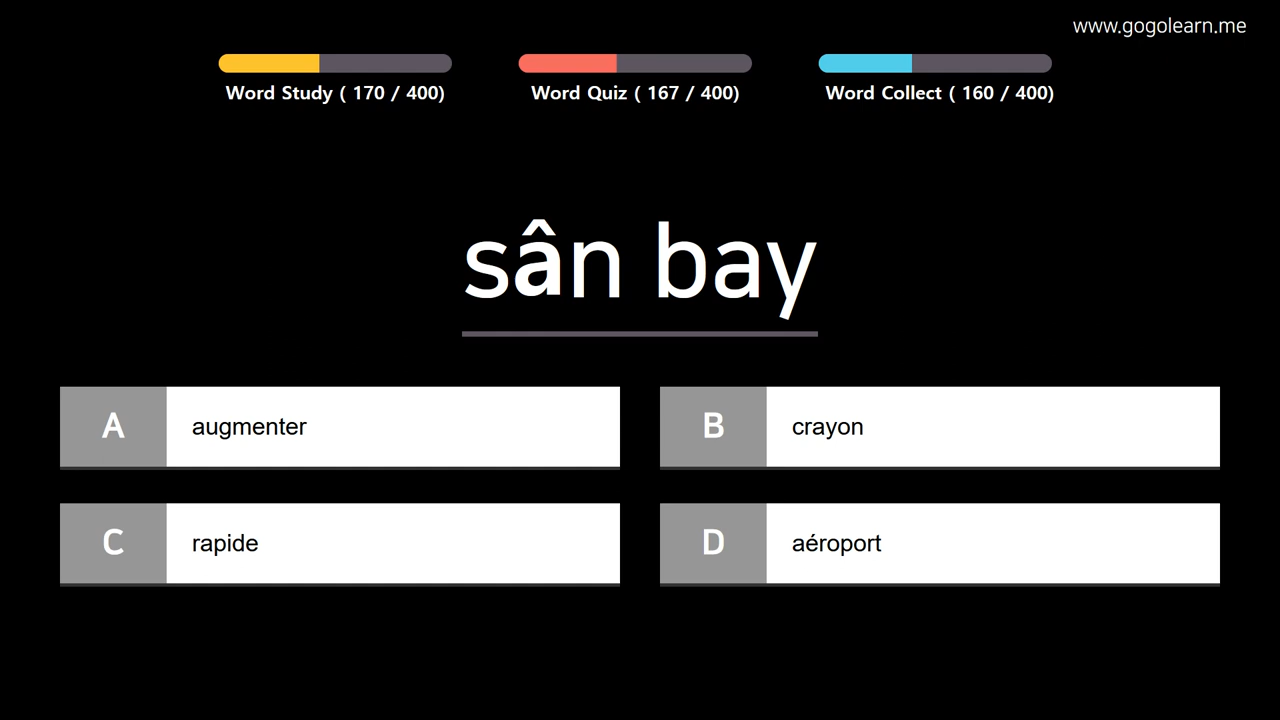 www.gogolearn.me
Word Study ( 170 / 400)
Word Quiz ( 167 / 400)
Word Collect ( 160 / 400)
sân bay
A augmenter
B crayon
C rapide
D aéroport